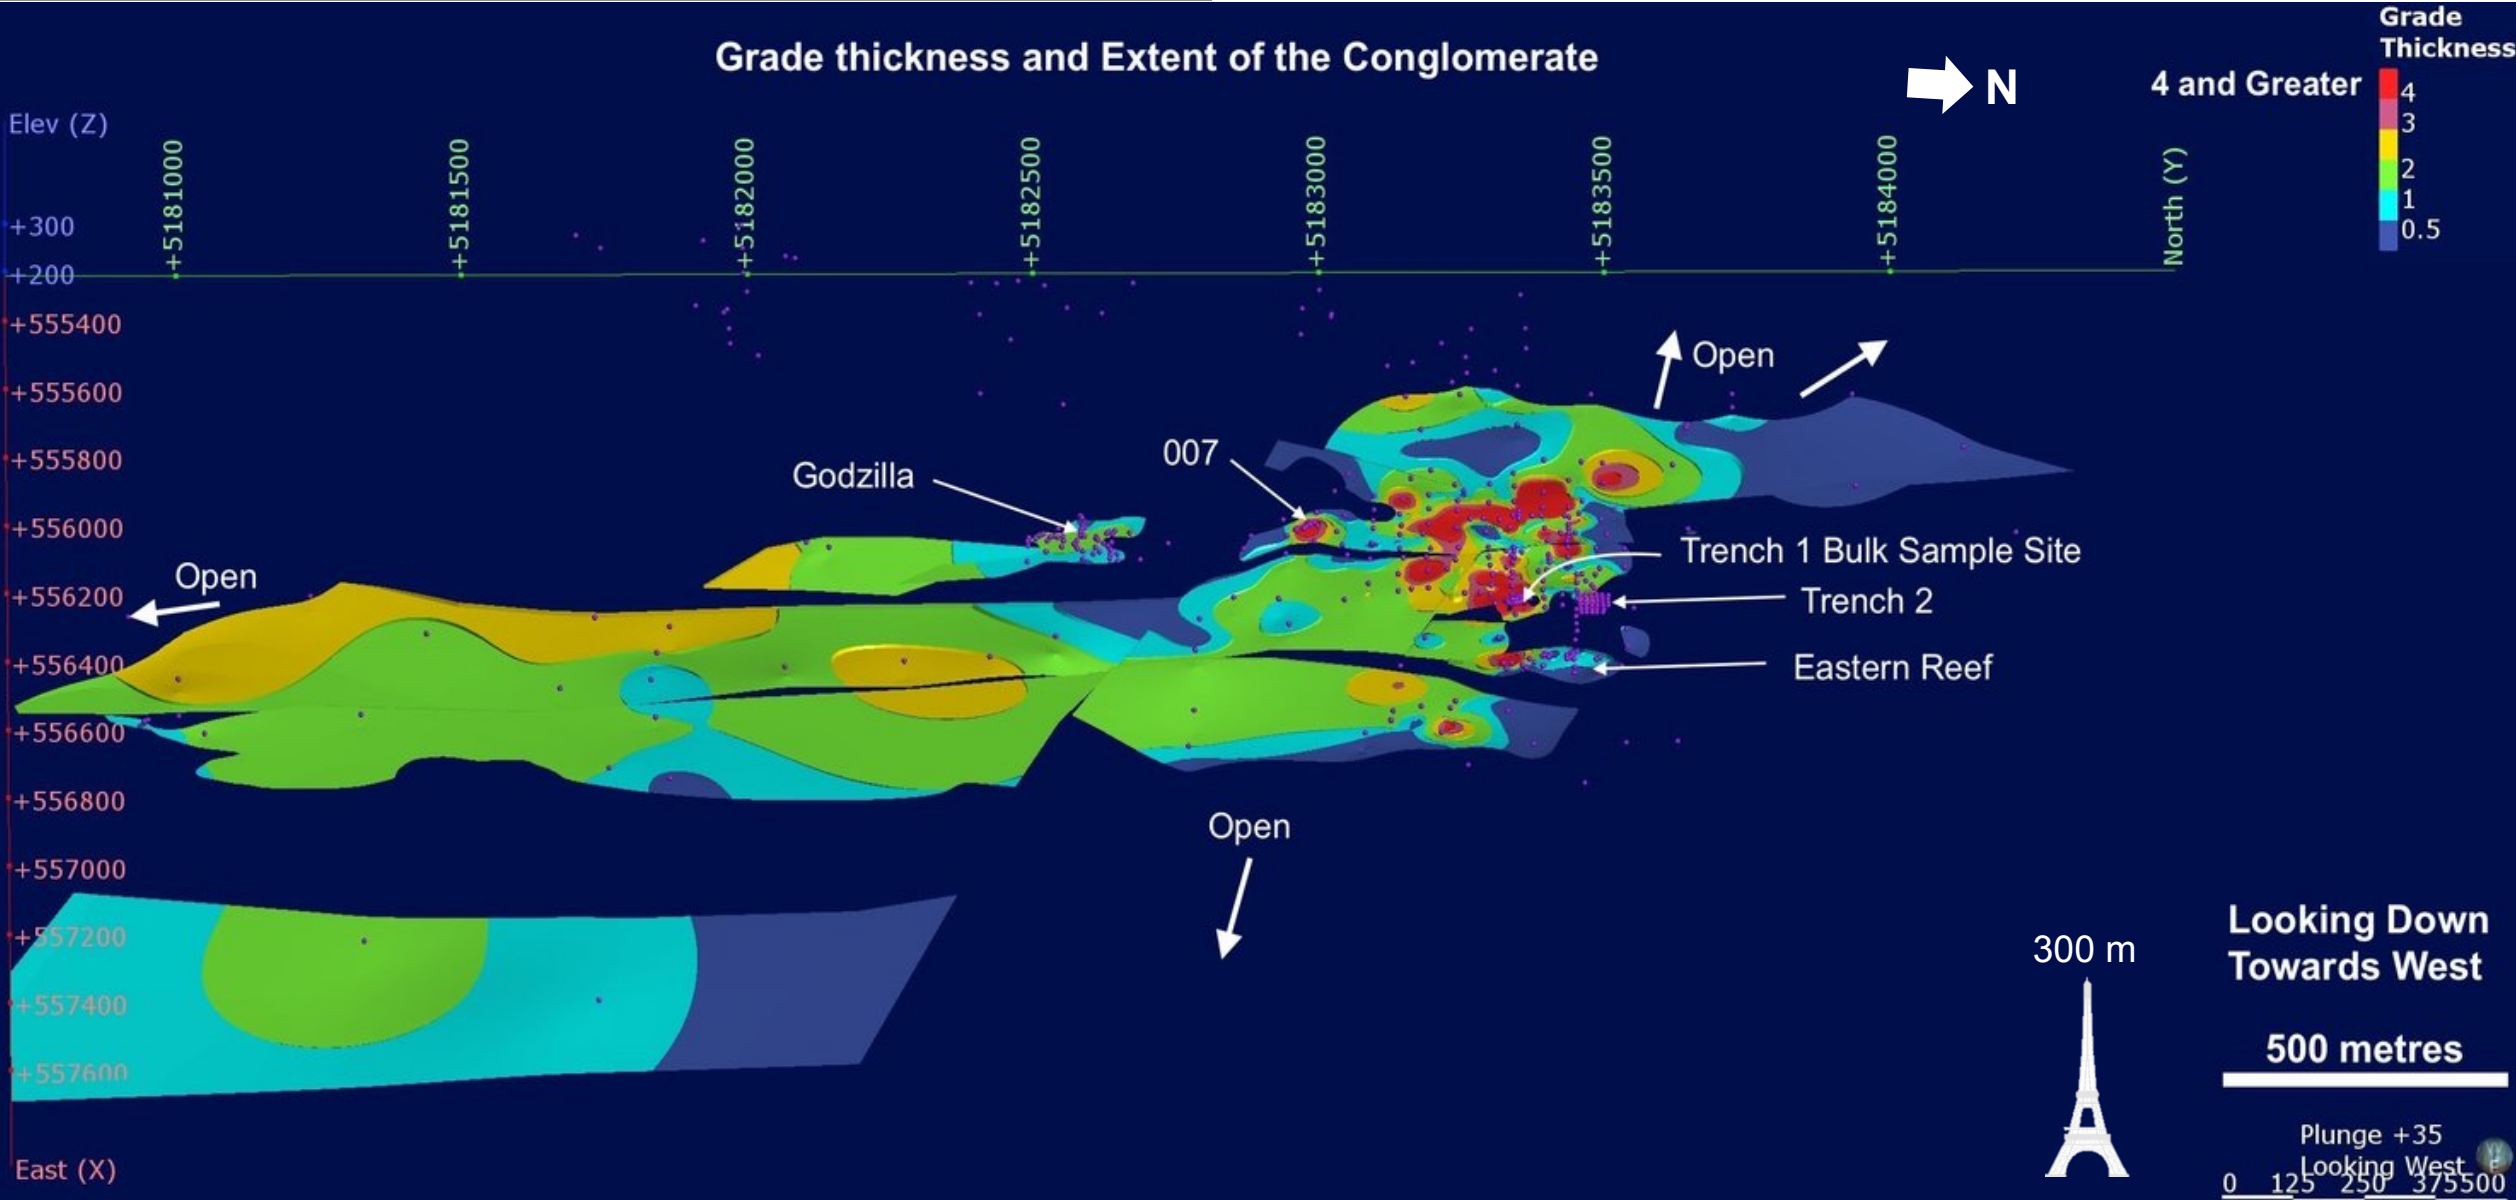 Grade
Thickness
Grade thickness and Extent of the Conglomerate
N
4 and Greater
4
3
2
1
0.5
Elev (Z)
+5181000
+5181500
+5182000
+5182500
+5183000
+5183500
+5184000
North (Y)
+300
+200
+555400
Open
+555600
007
+555800
Godzilla
+556000
Trench 1 Bulk Sample Site
Open
+556200
Trench 2
+556400
Eastern Reef
+556600
+556800
Open
+557000
Looking Down
Towards West
+557200
300 m
+557400
500 metres
+557600
Plunge +35
Looking West
East (X)
0 125 250 375500